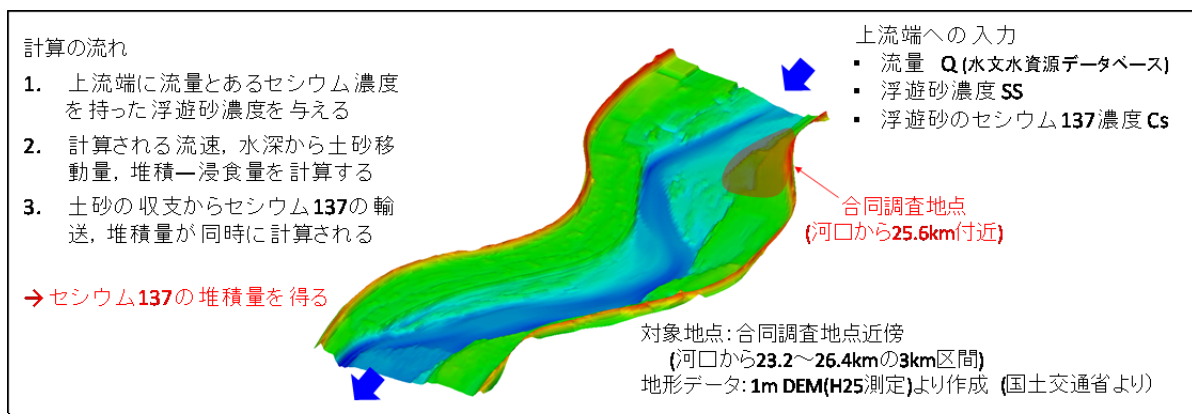 計算の流れ
1. 上流端に流量とあるセシウム濃度
を持った浮遊砂濃度を与える
2. 計算される流速，水深から土砂移
動量，堆積―浸食量を計算する
3. 土砂の収支からセシウム137の輸
送，堆積量が同時に計算される
→セシウム137の堆積量を得る
上流端への入力
▪ 流量 Q (水文水資源データベース)
▪ 浮遊砂濃度SS
▪ 浮遊砂のセシウム137濃度Cs
合同調査地点
(河口から25.6km付近)
対象地点：合同調査地点近傍
(河口から23.2～26.4kmの3km区間)
地形データ：1m DEM(H25測定)より作成 (国土交通省より)